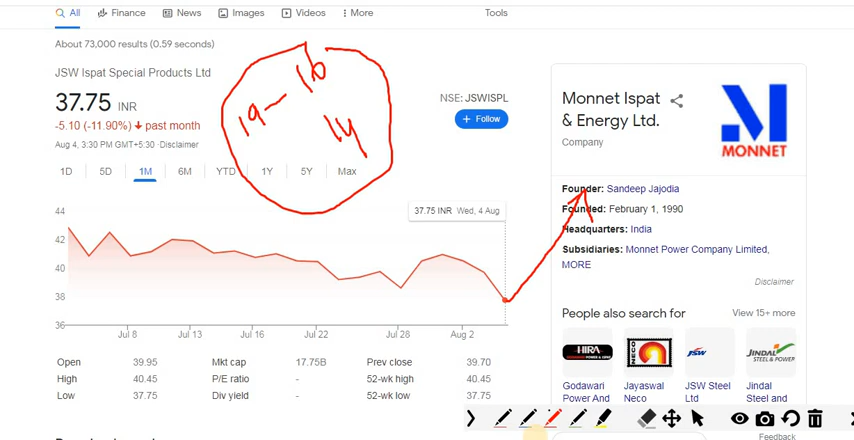 All
Finance
News
Images
Videos
More
Tools
About 73,000 results (0.59 seconds)
JSW Ispat Special Products Ltd
37.75 INR
-5.10 (-11.90%) past month
Aug 4, 3:30 PM GMT+5:30 · Disclaimer
NSE: JSWISPL
+ Follow
19-16
14
1D 5D 1M 6M YTD 1Y 5Y Max
37.75 INR Wed, 4 Aug
44
42
40
38
36
Jul 8 Jul 13 Jul 16 Jul 22 Jul 28 Aug 2
Open 39.95 Mkt cap 17.75B Prev close 39.70
High 40.45 P/E ratio - 52-wk high 40.45
Low 37.75 Div yield - 52-wk low 37.75
Monnet Ispat
& Energy Ltd.
Company
MONNET
Founder: Sandeep Jajodia
Founded: February 1, 1990
Headquarters: India
Subsidiaries: Monnet Power Company Limited,
MORE
Disclaimer
People also search for
View 15+ more
HIRA
NECO
JSW
JINDAL
STEEL & POWER
Godawari
Power And
Jayaswal
Neco
JSW Steel
Ltd
Jindal
Steel and
Feedback